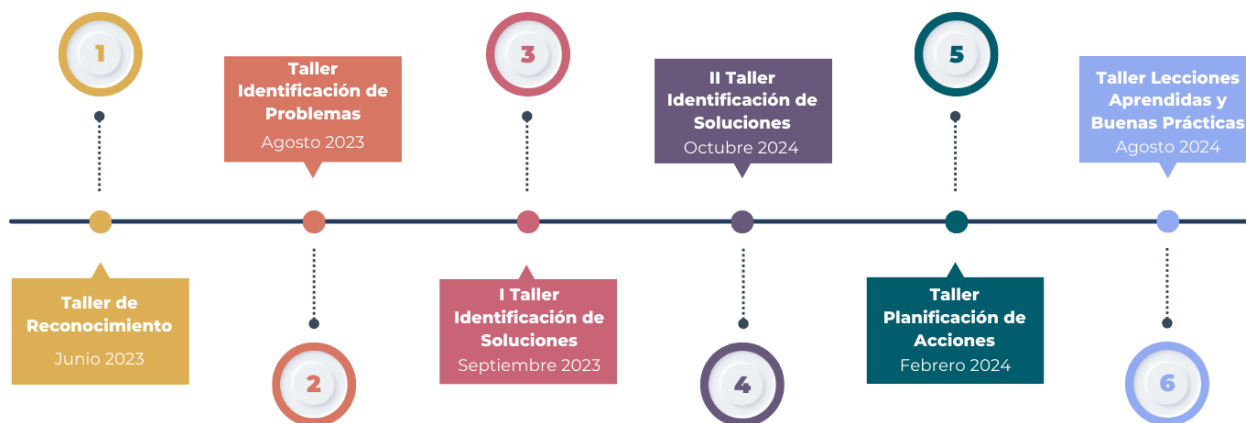 1
Taller de
Reconocimiento
Junio 2023
Taller
Identificación de
Problemas
Agosto 2023
2
3
I Taller
Identificación de
Soluciones
Septiembre 2023
II Taller
Identificación de
Soluciones
Octubre 2024
4
5
Taller
Planificación de
Acciones
Febrero 2024
Taller Lecciones
Aprendidas y
Buenas Prácticas
Agosto 2024
6